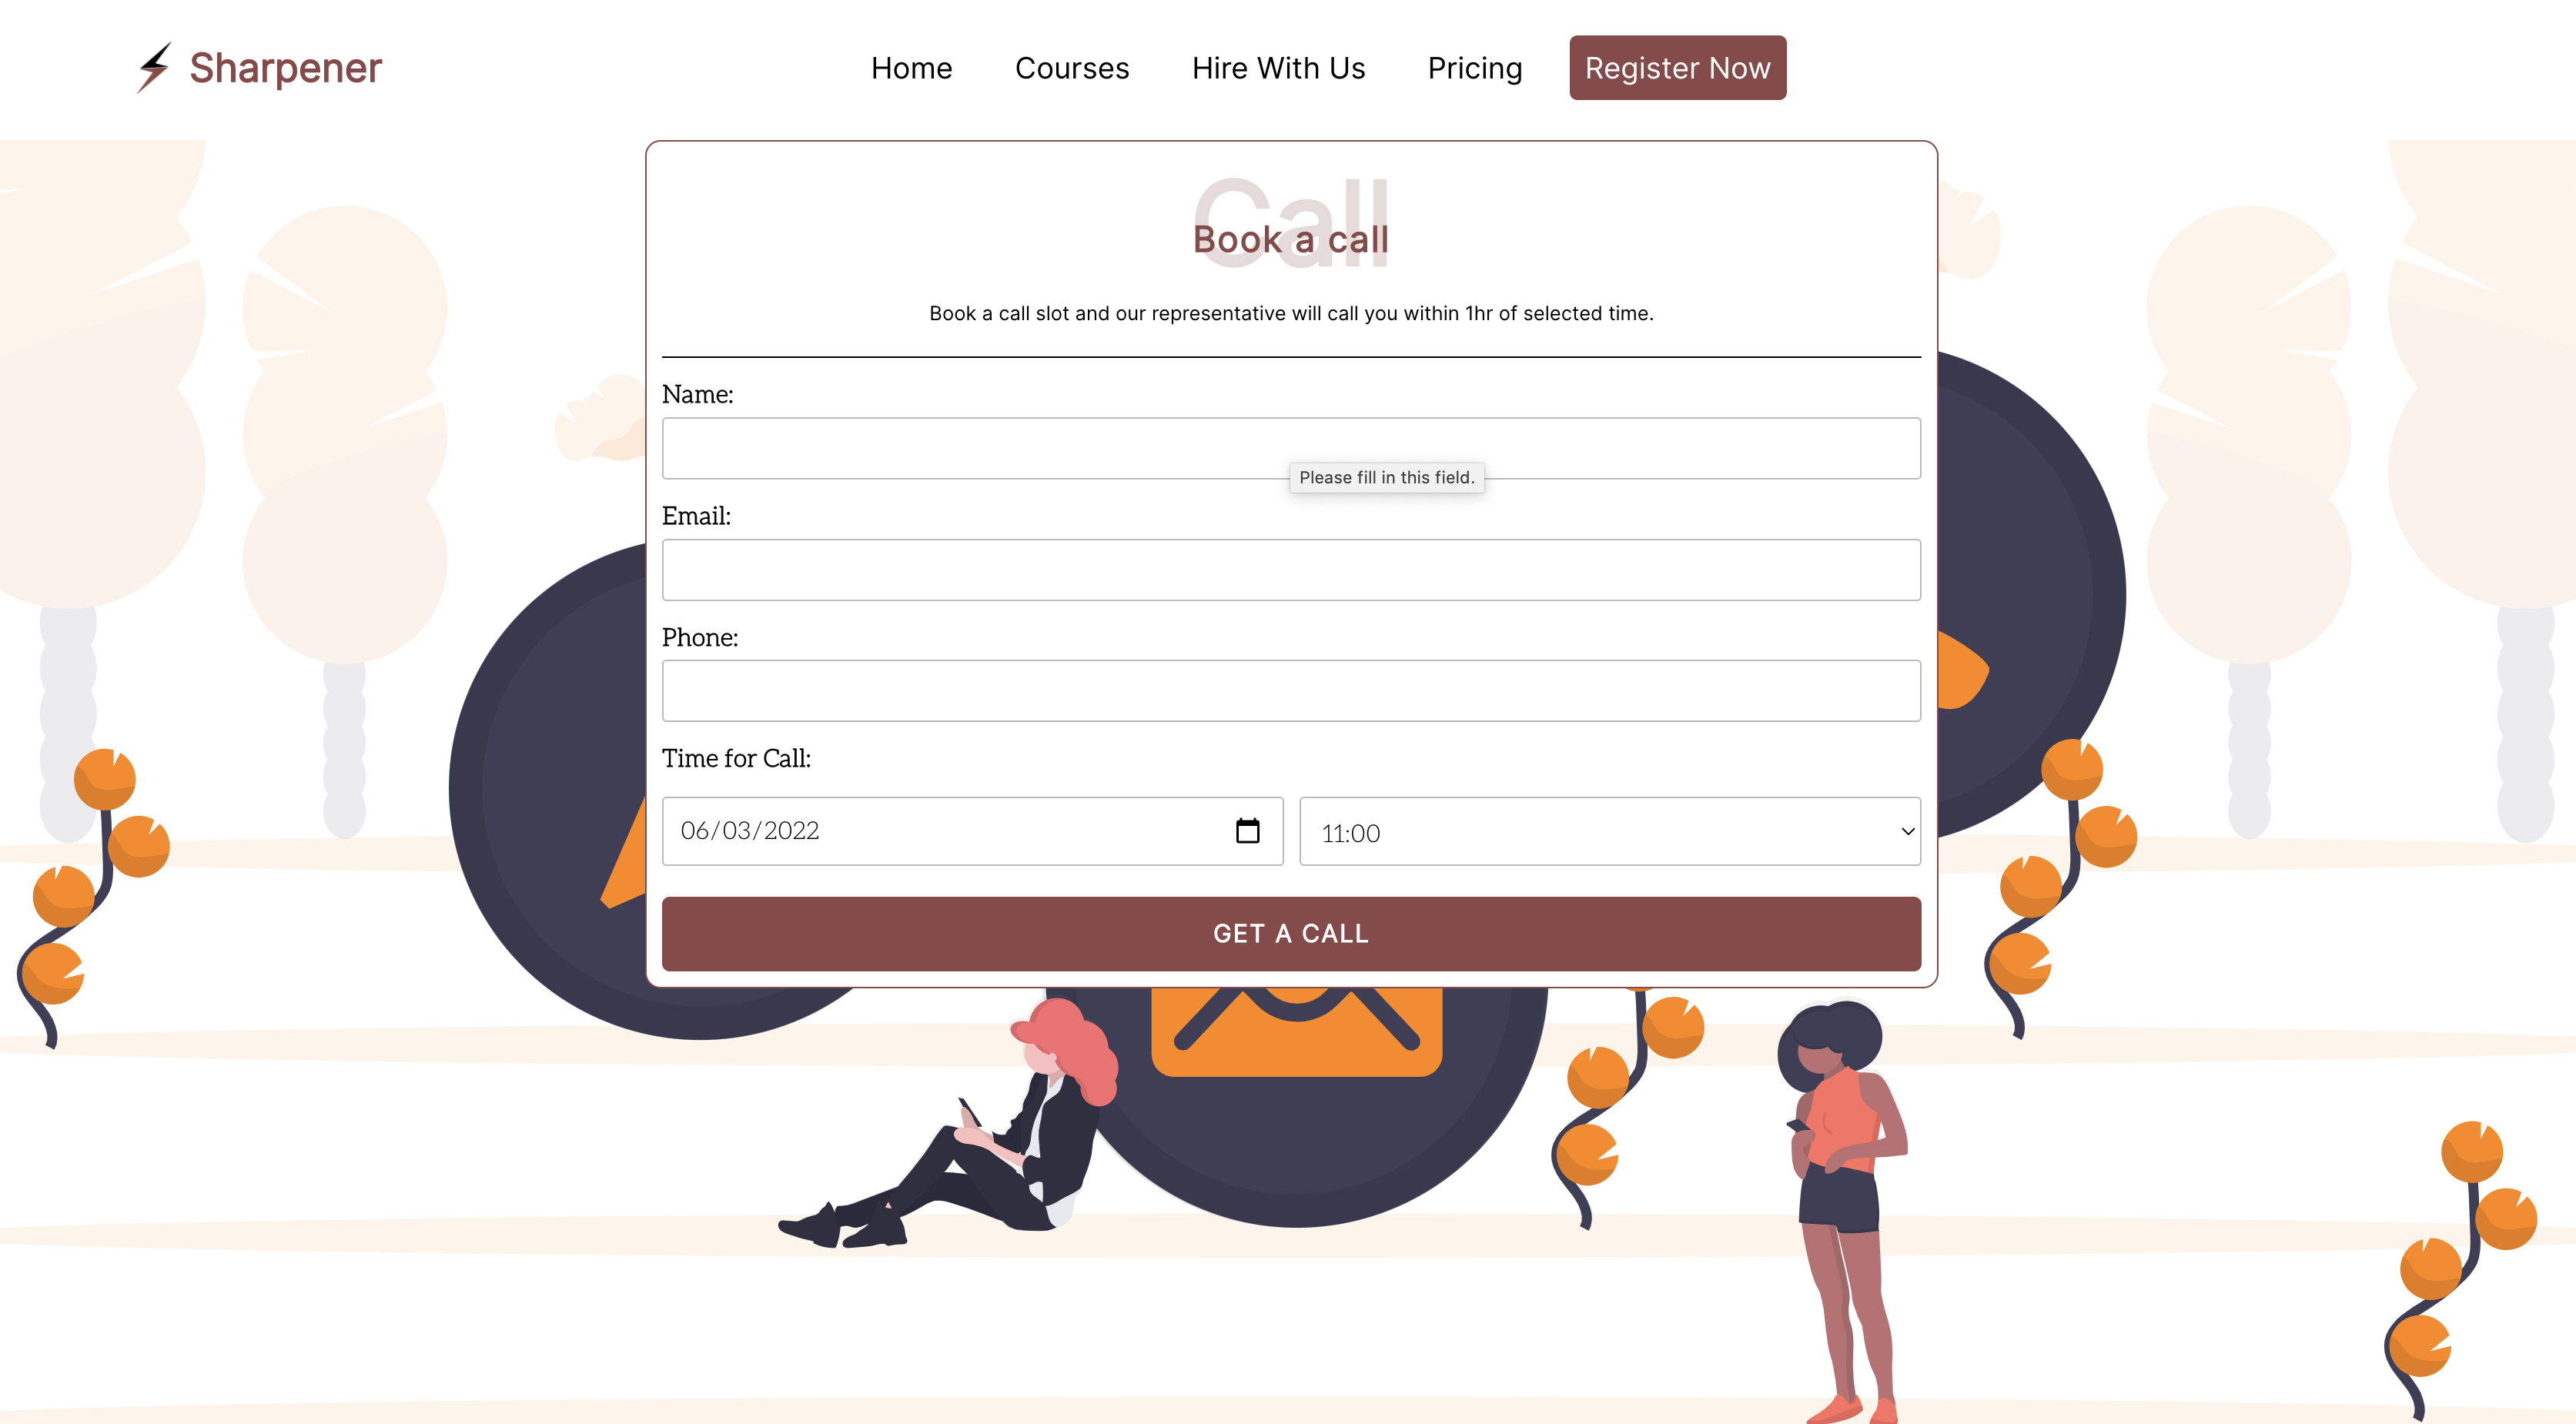 Sharpener
Home Courses Hire With Us Pricing Register Now
Call
Book a call
Book a call slot and our representative will call you within 1hr of selected time.
Name:
Please fill in this field.
Email:
Phone:
Time for Call:
06/03/2022 11:00
GET A CALL